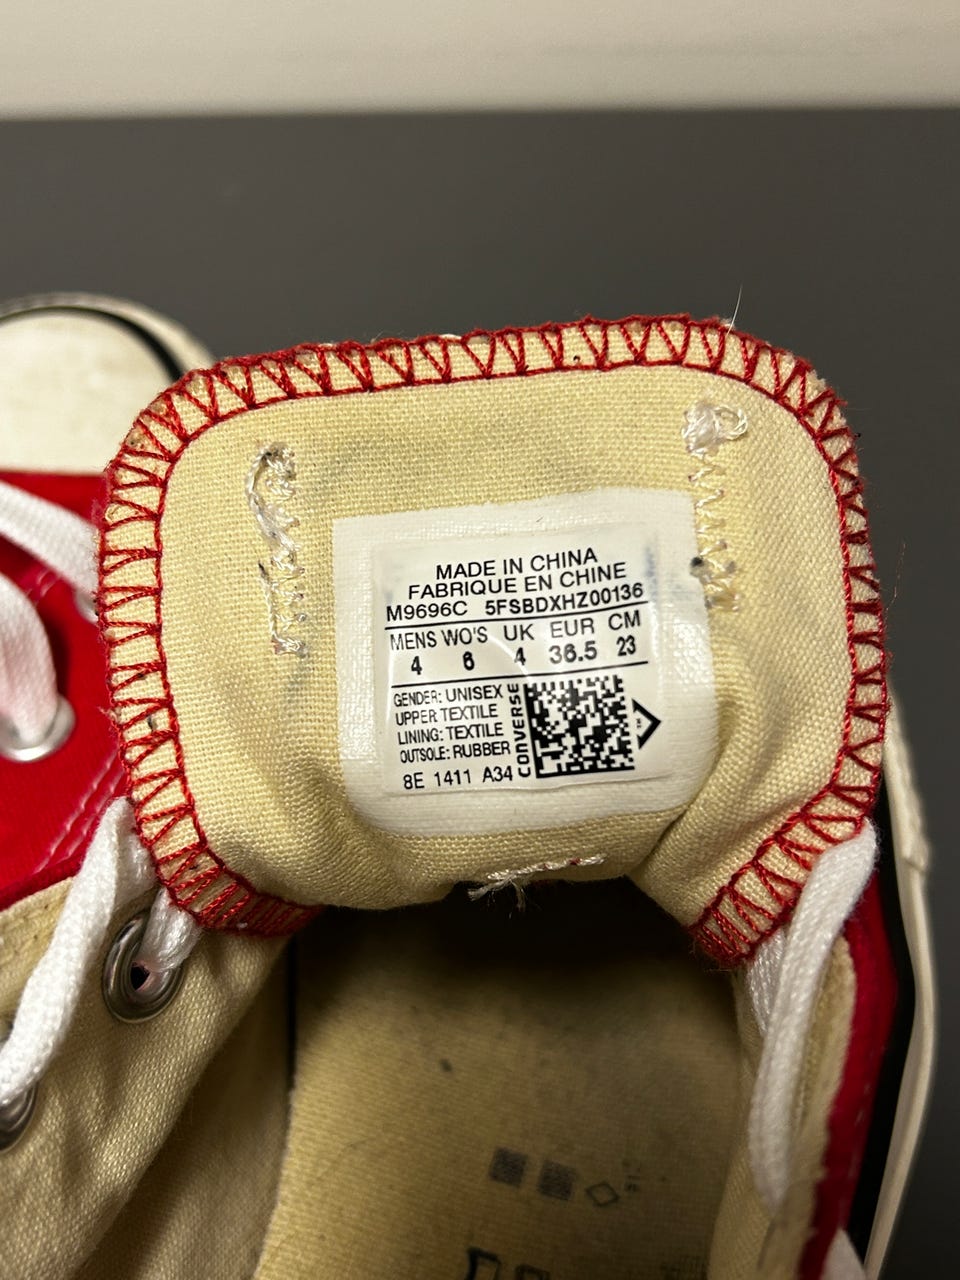 MADE IN CHINA
FABRIQUE EN CHINE
M9696C 5FSBDXHZ00136
MENS WO'S UK EUR CM
4 6 4 36.5 23
GENDER: UNISEX
UPPER TEXTILE
LINING: TEXTILE
OUTSOLE: RUBBER
8E 1411 A34
CONVERSE
TM